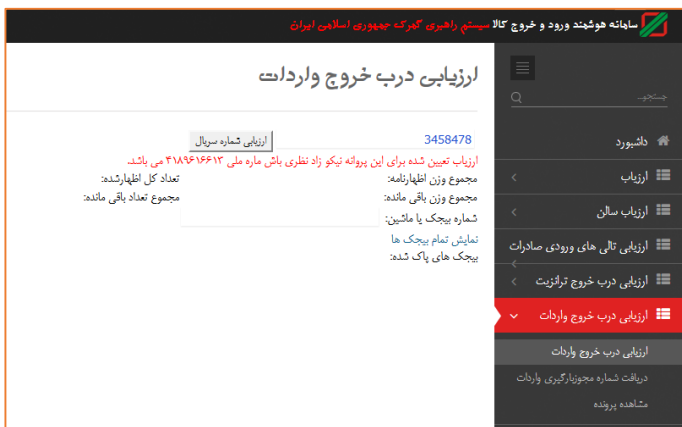 سامانه هوشمند ورود و خروج کالا سیستم راهبری گمرک جمهوری اسلامی ایران
جستجو...
داشبورد
ارزیاب
ارزیاب سالن
ارزیابی تالی های ورودی صادرات
ارزیابی درب خروج ترانزیت
ارزیابی درب خروج واردات
ارزیابی درب خروج واردات
دریافت شماره مجوزبارگیری واردات
مشاهده پرونده
ارزیابی درب خروج واردات
3458478 ارزیابی شماره سریال
ارزیاب تعیین شده برای این پروانه نیکو زاد نظری باش ماره ملی ۴۱۸۹۶۱۶۶۱۳ می باشد.
مجموع وزن اظهارنامه: تعداد کل اظهارشده:
مجموع وزن باقی مانده: مجموع تعداد باقی مانده:
شماره بیجک یا ماشین:
نمایش تمام بیجک ها
بیجک های پاک شده: